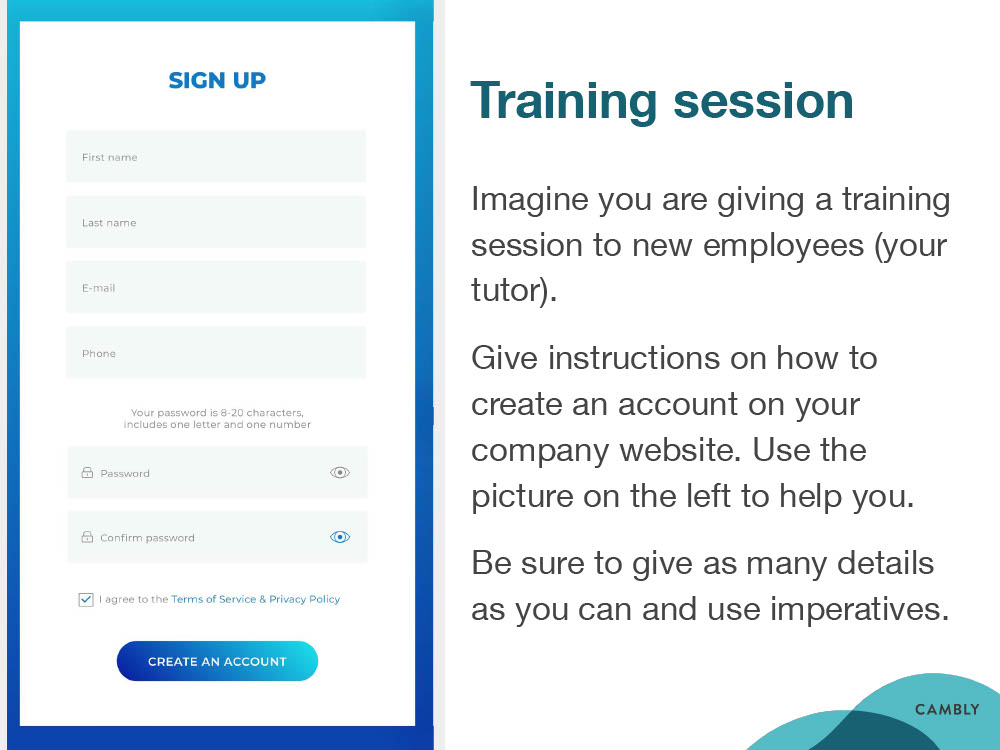 SIGN UP
First name
Last name
E-mail
Phone
Your password is 8-20 characters,
includes one letter and one number
Password
Confirm password
I agree to the Terms of Service & Privacy Policy
CREATE AN ACCOUNT
Training session
Imagine you are giving a training
session to new employees (your
tutor).
Give instructions on how to
create an account on your
company website. Use the
picture on the left to help you.
Be sure to give as many details
as you can and use imperatives.
CAMBLY